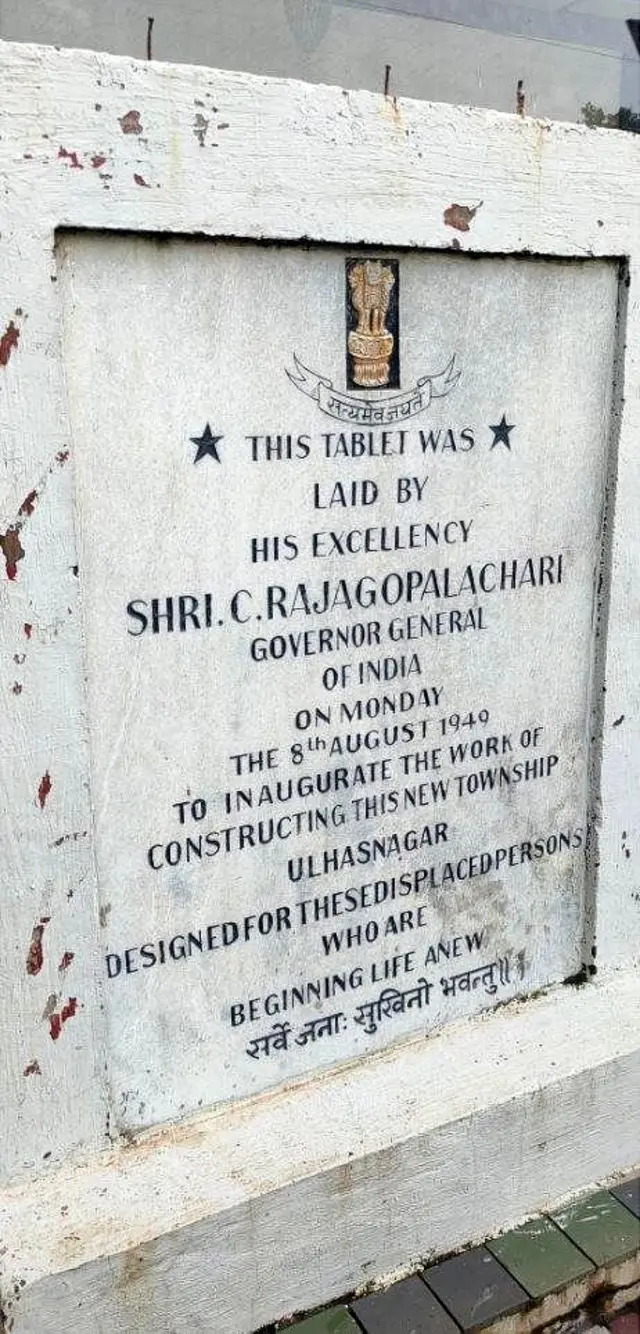 सत्यमेव जयते
★ THIS TABLET WAS ★
LAID BY
HIS EXCELLENCY
SHRI.C.RAJAGOPALACHARI
GOVERNOR GENERAL
OF INDIA
ON MONDAY
THE 8th AUGUST 1949
TO INAUGURATE THE WORK OF
CONSTRUCTING THIS NEW TOWNSHIP
ULHASNAGAR
DESIGNED FOR THESE DISPLACED PERSONS
WHO ARE
BEGINNING LIFE ANEW
सर्वे जनाः सुखिनो भवन्तु॥